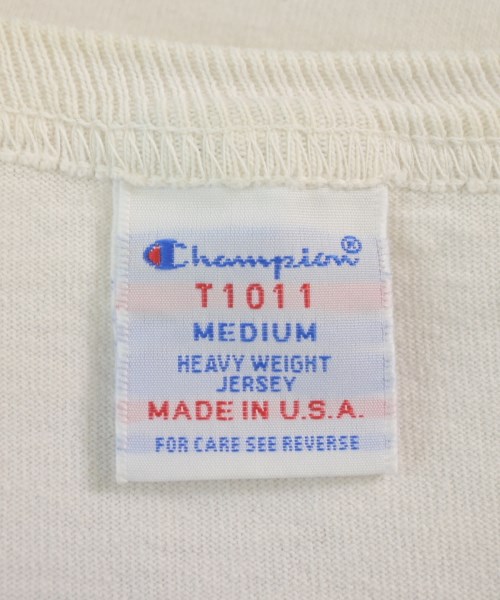 Champion®
T1011
MEDIUM
HEAVY WEIGHT
JERSEY
MADE IN U.S.A.
FOR CARE SEE REVERSE